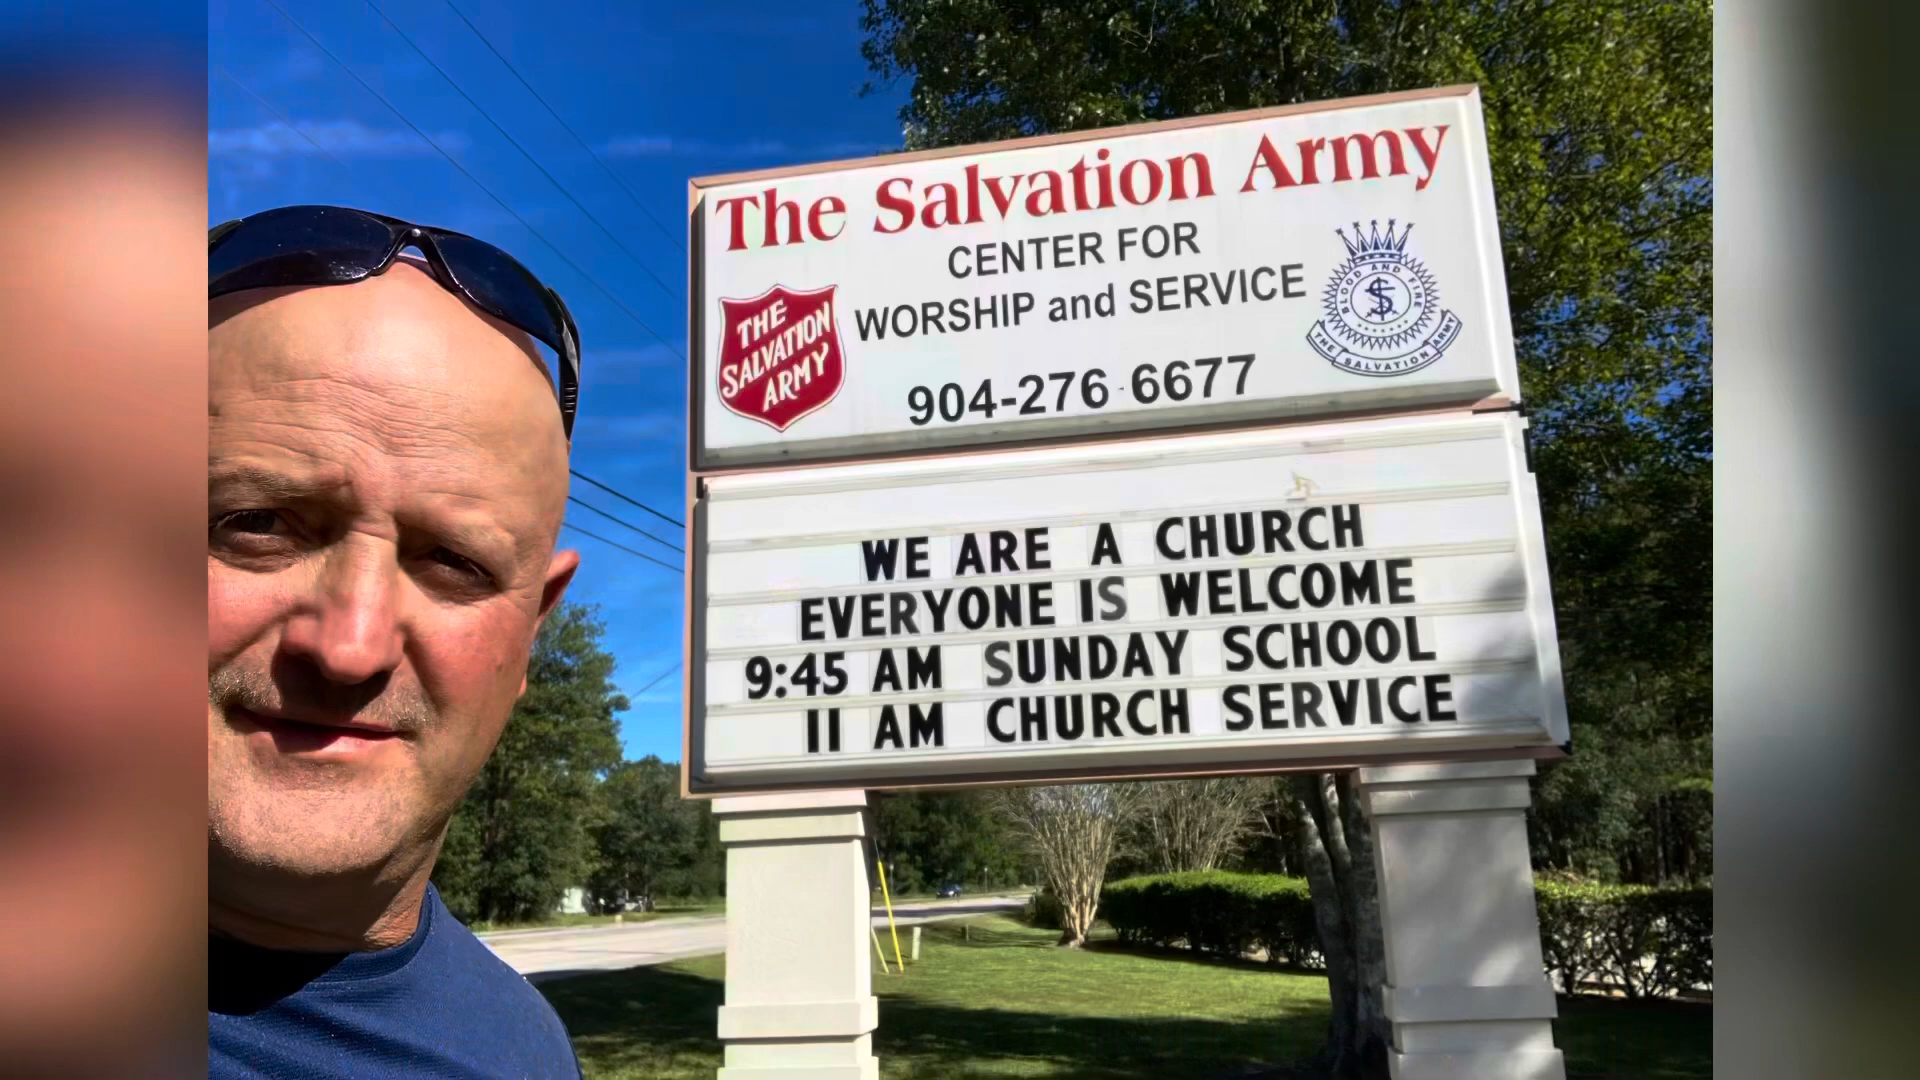 The Salvation Army
CENTER FOR
WORSHIP and SERVICE
904-276-6677
THE
SALVATION
ARMY
BLOOD AND FIRE
S
THE SALVATION ARMY
WE ARE A CHURCH
EVERYONE IS WELCOME
9:45 AM SUNDAY SCHOOL
11 AM CHURCH SERVICE